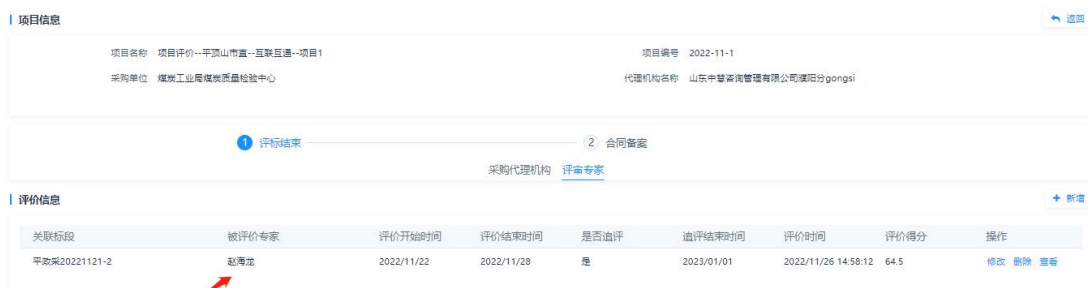 项目信息 返回
项目名称 项目评价--平顶山市直--互联互通--项目1 项目编号 2022-11-1
采购单位 煤炭工业局煤炭质量检验中心 代理机构名称 山东中慧咨询管理有限公司濮阳分gongsi
1 评标结束 2 合同备案
采购代理机构 评审专家
评价信息 + 新增
关联标段 被评价专家 评价开始时间 评价结束时间 是否追评 追评结束时间 评价时间 评价得分 操作
平政采20221121-2 赵海龙 2022/11/22 2022/11/28 是 2023/01/01 2022/11/26 14:58:12 64.5 修改 删除 查看